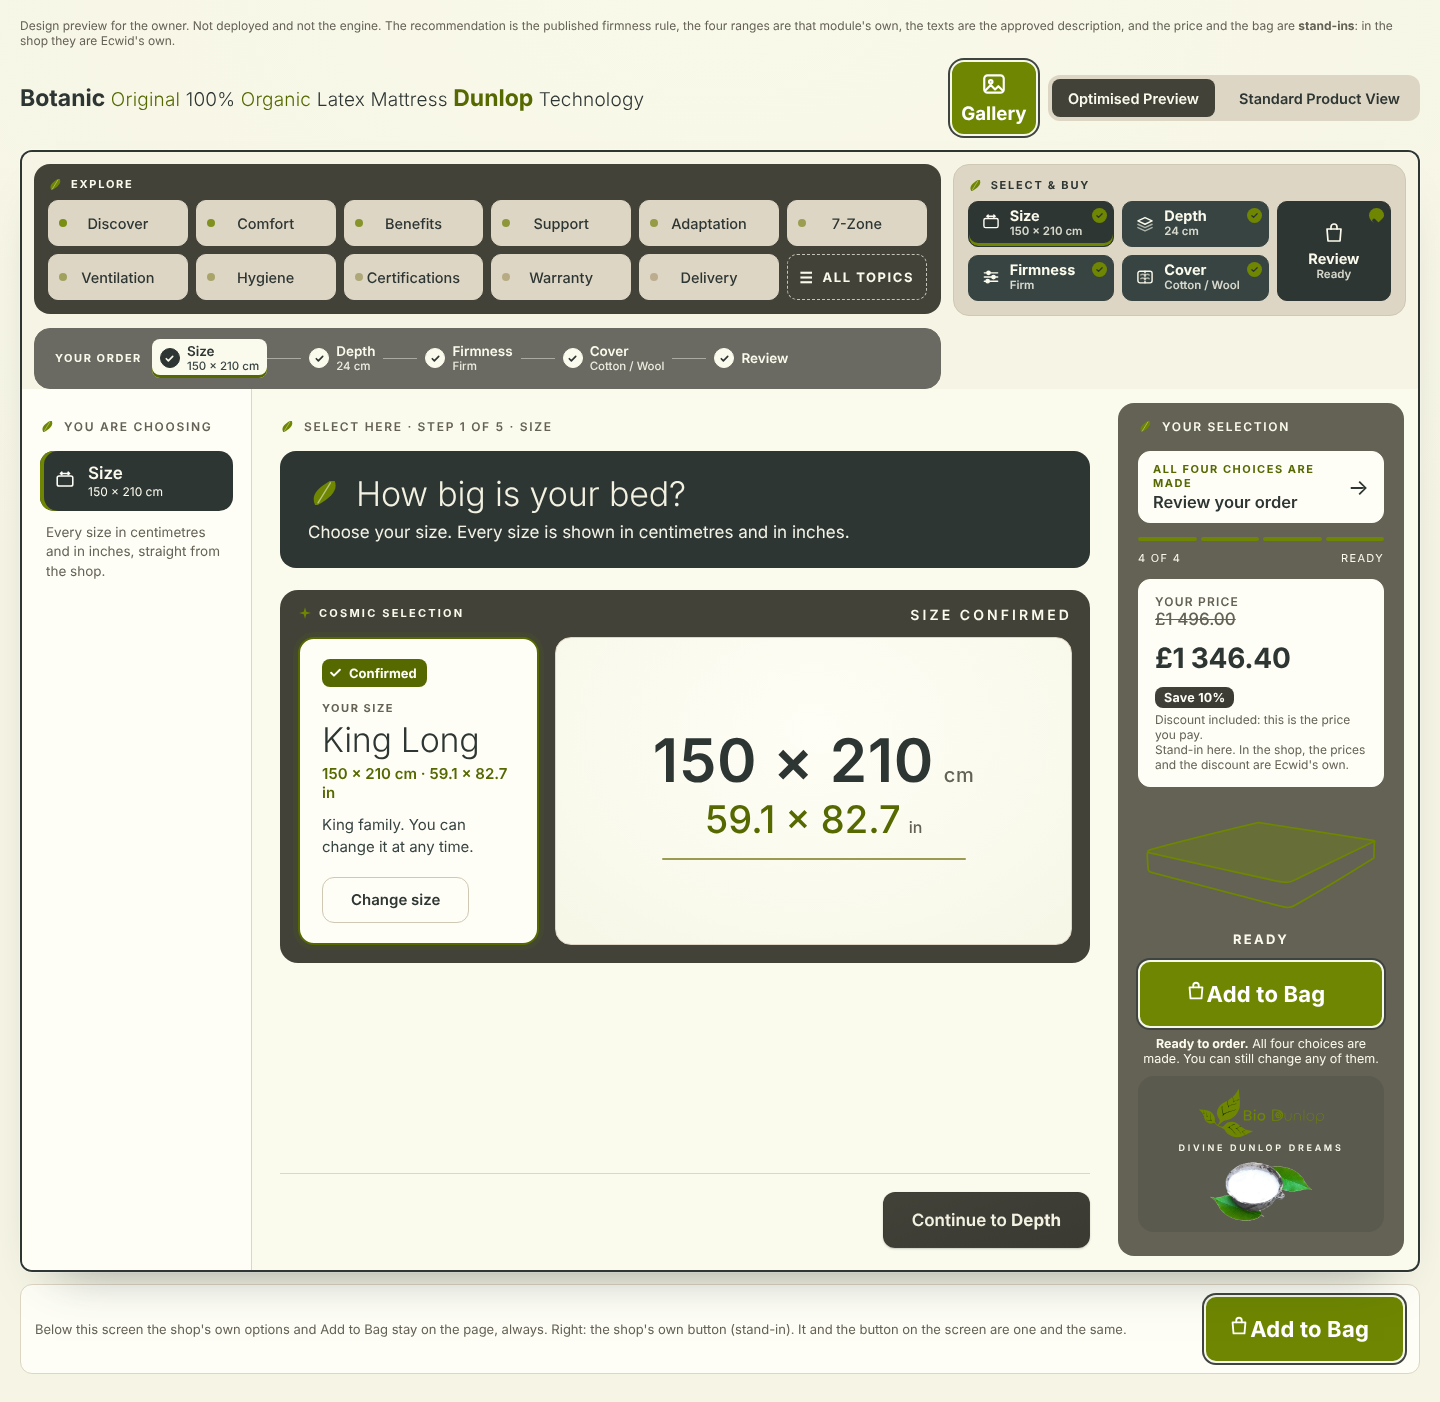 Design preview for the owner. Not deployed and not the engine. The recommendation is the published firmness rule, the four ranges are that module's own, the texts are the approved description, and the price and the bag are stand-ins: in the
shop they are Ecwid's own.
Botanic Original 100% Organic Latex Mattress Dunlop Technology
Gallery
Optimised Preview
Standard Product View
EXPLORE
Discover
Comfort
Benefits
Support
Adaptation
7-Zone
Ventilation
Hygiene
Certifications
Warranty
Delivery
ALL TOPICS
SELECT & BUY
Size
150 × 210 cm
Depth
24 cm
Firmness
Firm
Cover
Cotton / Wool
Review
Ready
YOUR ORDER
Size
150 × 210 cm
Depth
24 cm
Firmness
Firm
Cover
Cotton / Wool
Review
YOU ARE CHOOSING
Size
150 × 210 cm
Every size in centimetres
and in inches, straight from
the shop.
SELECT HERE · STEP 1 OF 5 · SIZE
How big is your bed?
Choose your size. Every size is shown in centimetres and in inches.
COSMIC SELECTION
SIZE CONFIRMED
Confirmed
YOUR SIZE
King Long
150 × 210 cm · 59.1 × 82.7
in
King family. You can
change it at any time.
Change size
150 × 210 cm
59.1 × 82.7 in
Continue to Depth
YOUR SELECTION
ALL FOUR CHOICES ARE
MADE
Review your order
4 OF 4
READY
YOUR PRICE
£1 496.00
£1 346.40
Save 10%
Discount included: this is the price
you pay.
Stand-in here. In the shop, the prices
and the discount are Ecwid's own.
READY
Add to Bag
Ready to order. All four choices are
made. You can still change any of them.
Bio Dunlop
DIVINE DUNLOP DREAMS
Below this screen the shop's own options and Add to Bag stay on the page, always. Right: the shop's own button (stand-in). It and the button on the screen are one and the same.
Add to Bag